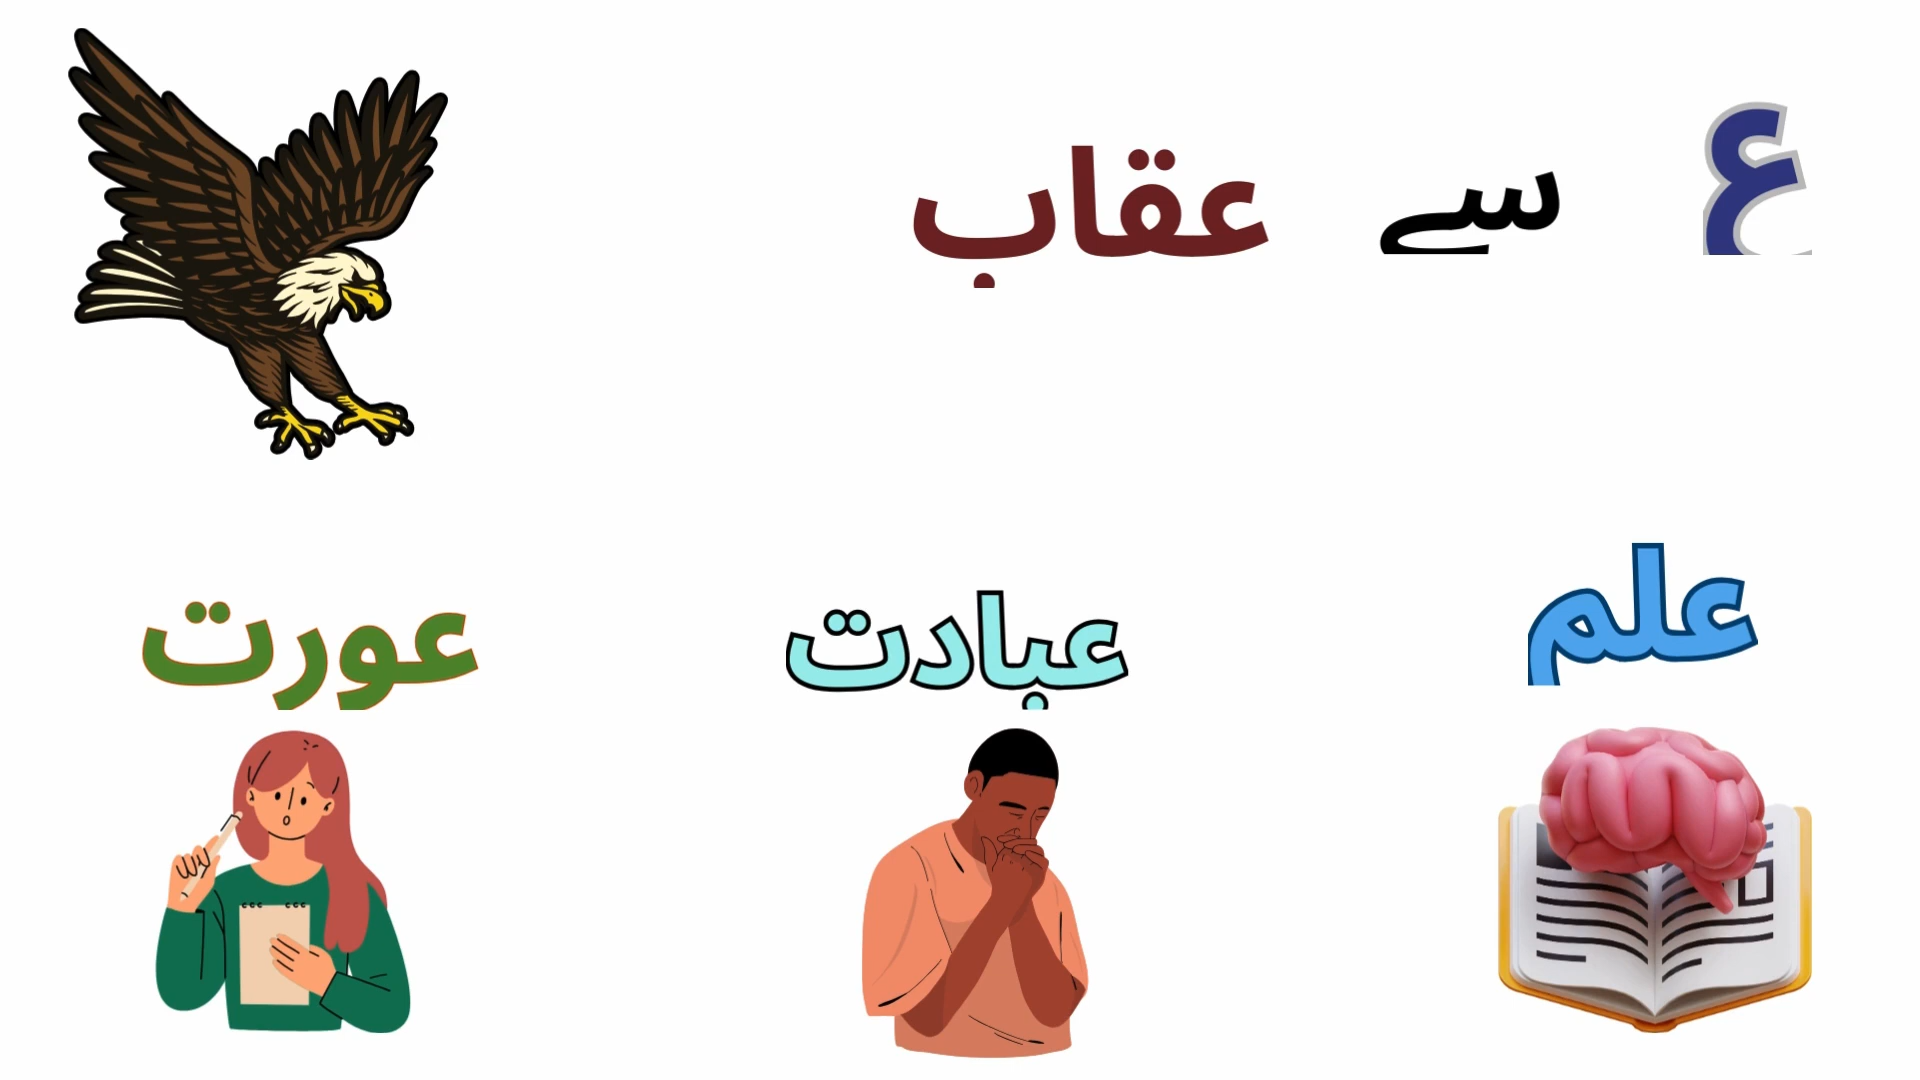 ع سے عقاب
علم
عبادت
عورت